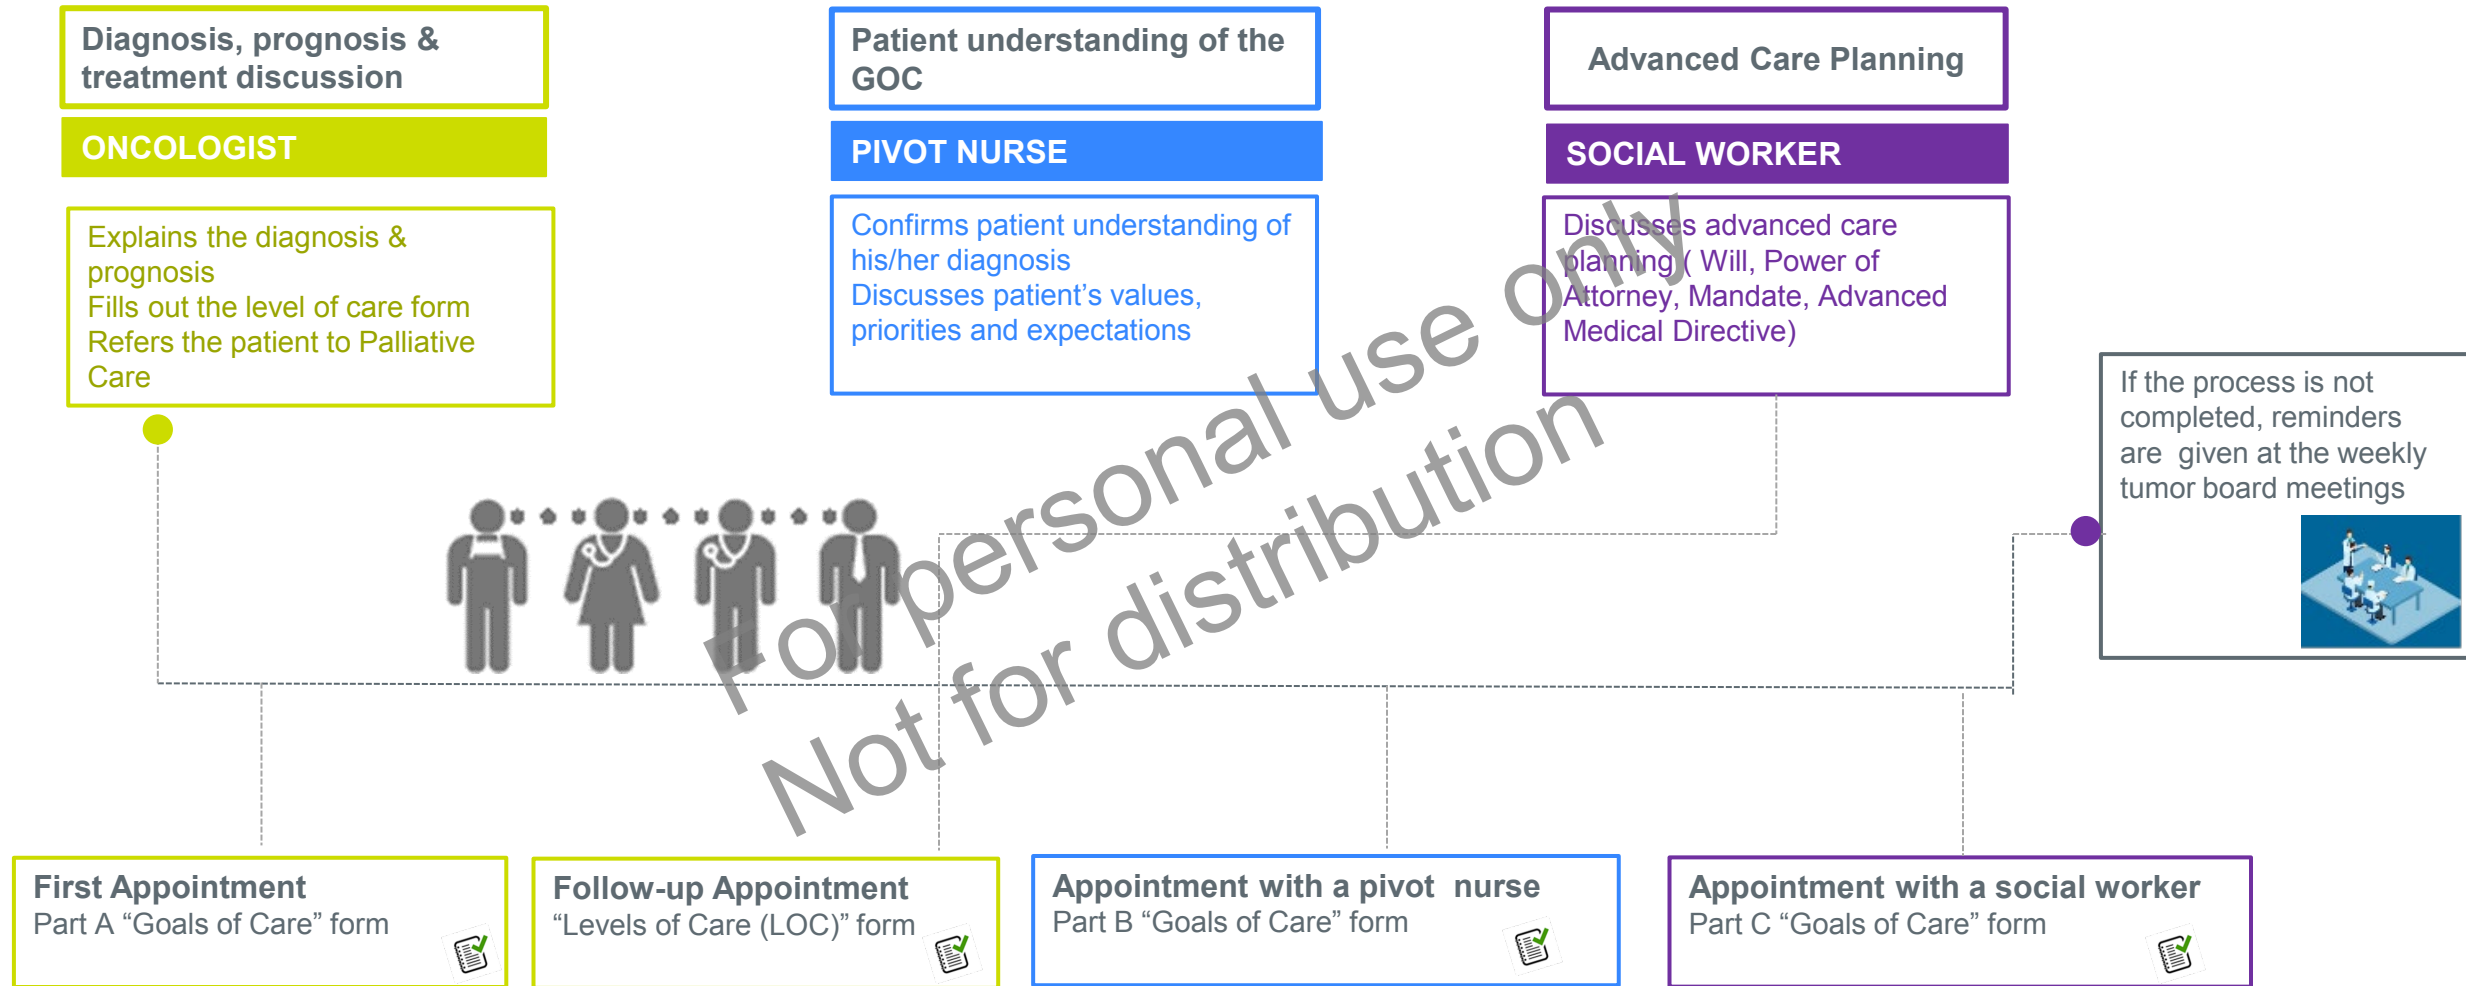 Diagnosis, prognosis &
treatment discussion
ONCOLOGIST
Explains the diagnosis &
prognosis
Fills out the level of care form
Refers the patient to Palliative
Care
Patient understanding of the
GOC
PIVOT NURSE
Confirms patient understanding of
his/her diagnosis
Discusses patient’s values,
priorities and expectations
Advanced Care Planning
SOCIAL WORKER
Discusses advanced care
planning ( Will, Power of
Attorney, Mandate, Advanced
Medical Directive)
If the process is not
completed, reminders
are given at the weekly
tumor board meetings
For personal use only
Not for distribution
First Appointment
Part A “Goals of Care” form
Follow-up Appointment
“Levels of Care (LOC)” form
Appointment with a pivot nurse
Part B “Goals of Care” form
Appointment with a social worker
Part C “Goals of Care” form